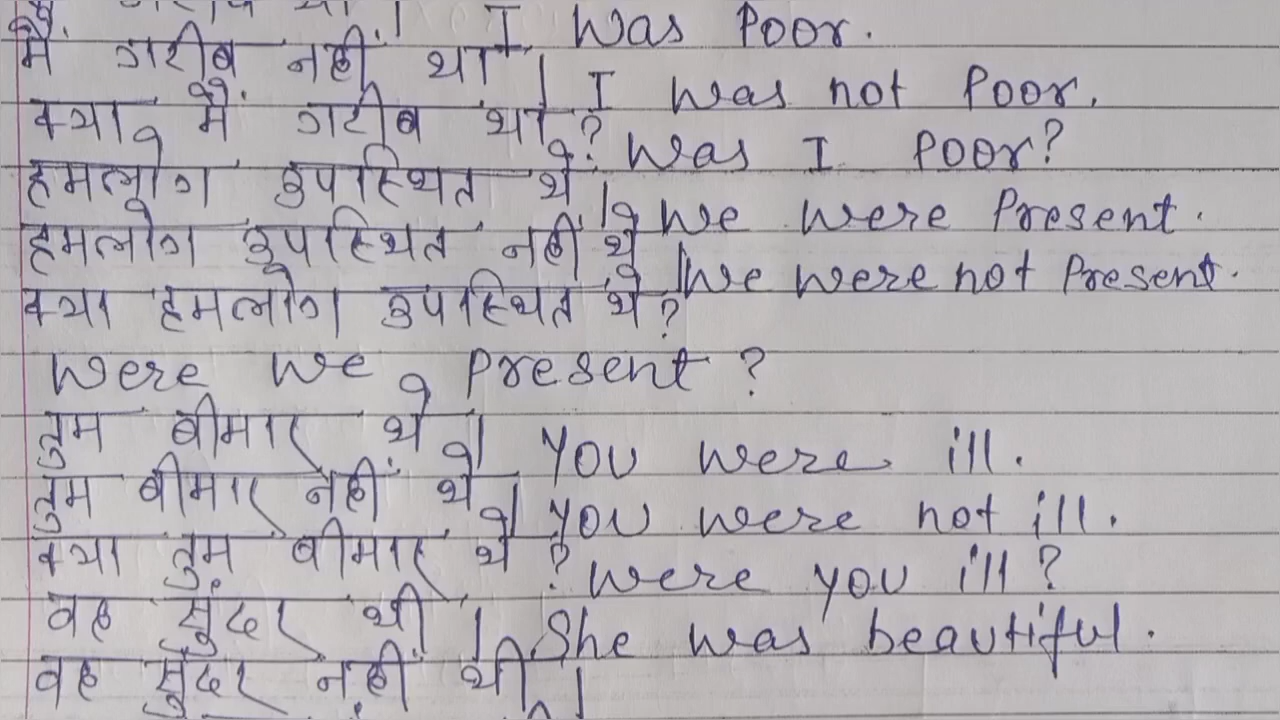 I was Poor.
मैं गरीब नहीं था। I was not Poor.
क्या मैं गरीब था? was I Poor?
हमलोग उपस्थित थे। we were Present.
हमलोग उपस्थित नहीं थे। we were not Present.
क्या हमलोग उपस्थित थे?
were we present?
तुम बीमार थे। you were ill.
तुम बीमार नहीं थे। you were not ill.
क्या तुम बीमार थे? were you ill?
वह सुंदर थी। She was beautiful.
वह सुंदर नहीं थी।